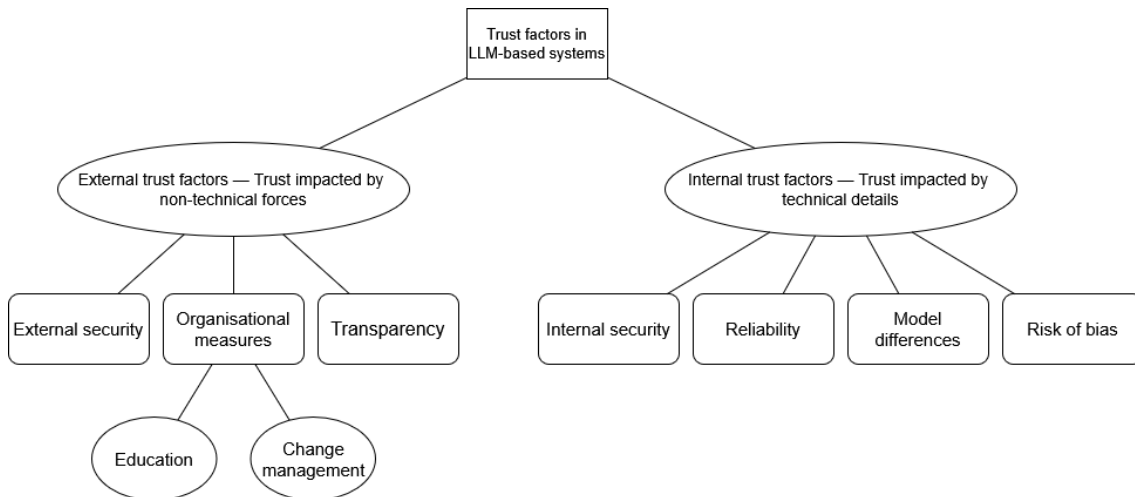 Trust factors in
LLM-based systems
External trust factors — Trust impacted by
non-technical forces
Internal trust factors — Trust impacted by
technical details
External security
Organisational
measures
Transparency
Internal security
Reliability
Model
differences
Risk of bias
Education
Change
management